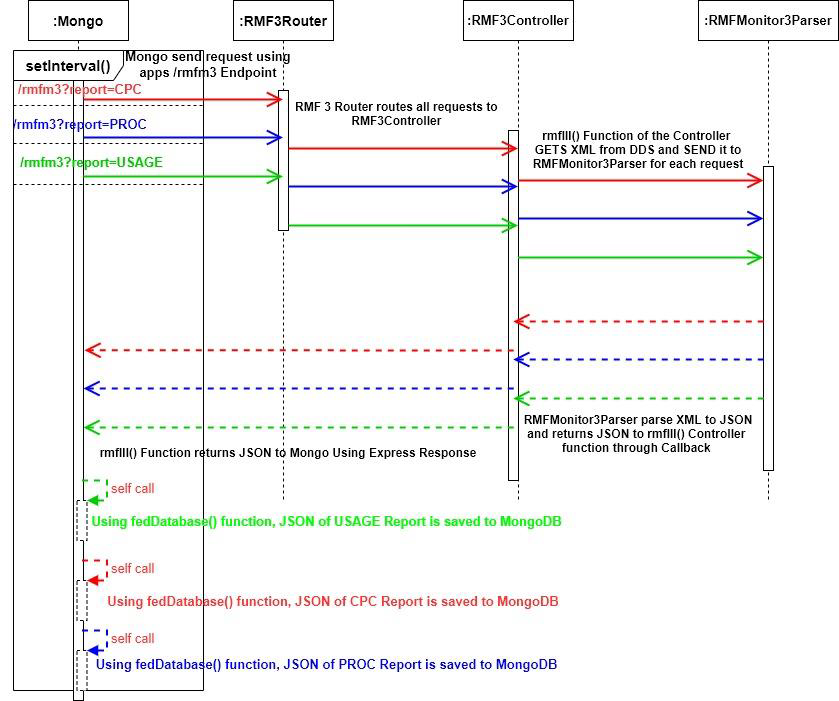 :Mongo
:RMF3Router
:RMF3Controller
:RMFMonitor3Parser
setInterval()
Mongo send request using
apps /rmfm3 Endpoint
/rmfm3?report=CPC
/rmfm3?report=PROC
/rmfm3?report=USAGE
RMF 3 Router routes all requests to
RMF3Controller
rmfIII() Function of the Controller
GETS XML from DDS and SEND it to
RMFMonitor3Parser for each request
RMFMonitor3Parser parse XML to JSON
and returns JSON to rmfIII() Controller
function through Callback
rmfIII() Function returns JSON to Mongo Using Express Response
self call
Using fedDatabase() function, JSON of USAGE Report is saved to MongoDB
self call
Using fedDatabase() function, JSON of CPC Report is saved to MongoDB
self call
Using fedDatabase() function, JSON of PROC Report is saved to MongoDB